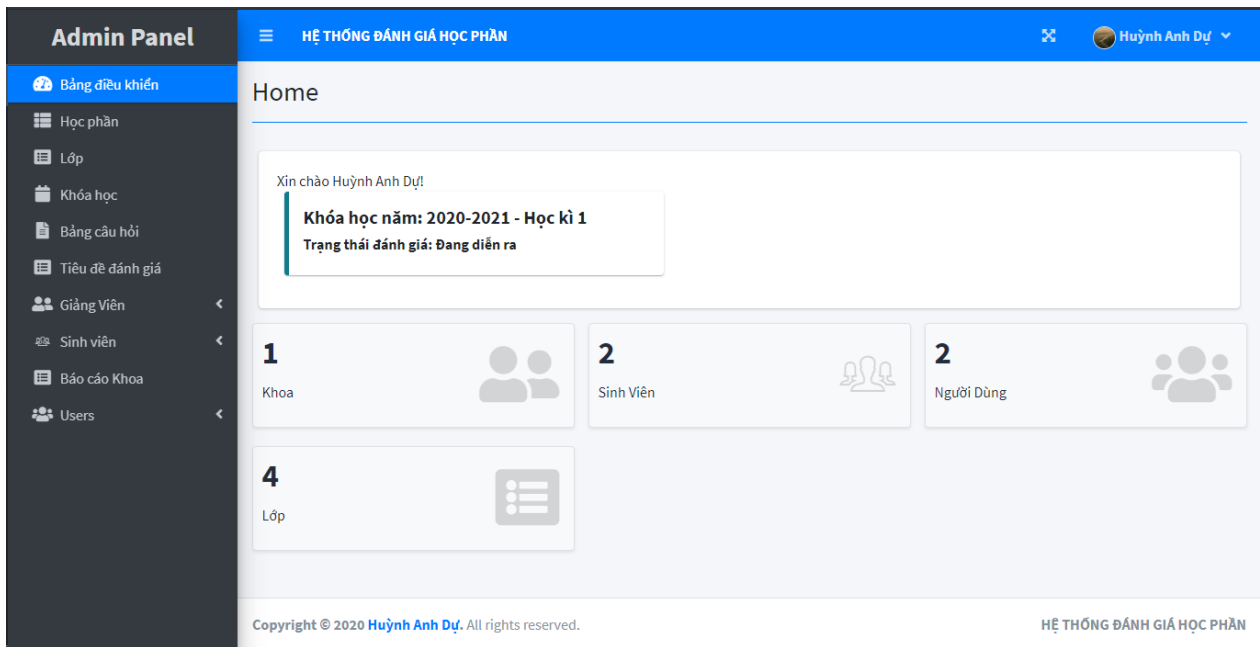 Admin Panel
HỆ THỐNG ĐÁNH GIÁ HỌC PHẦN
Huỳnh Anh Dự
Bảng điều khiển
Học phần
Lớp
Khóa học
Bảng câu hỏi
Tiêu đề đánh giá
Giảng Viên
Sinh viên
Báo cáo Khoa
Users
Home
Xin chào Huỳnh Anh Dự!
Khóa học năm: 2020-2021 - Học kì 1
Trạng thái đánh giá: Đang diễn ra
1
Khoa
2
Sinh Viên
2
Người Dùng
4
Lớp
Copyright © 2020 Huỳnh Anh Dự. All rights reserved.
HỆ THỐNG ĐÁNH GIÁ HỌC PHẦN